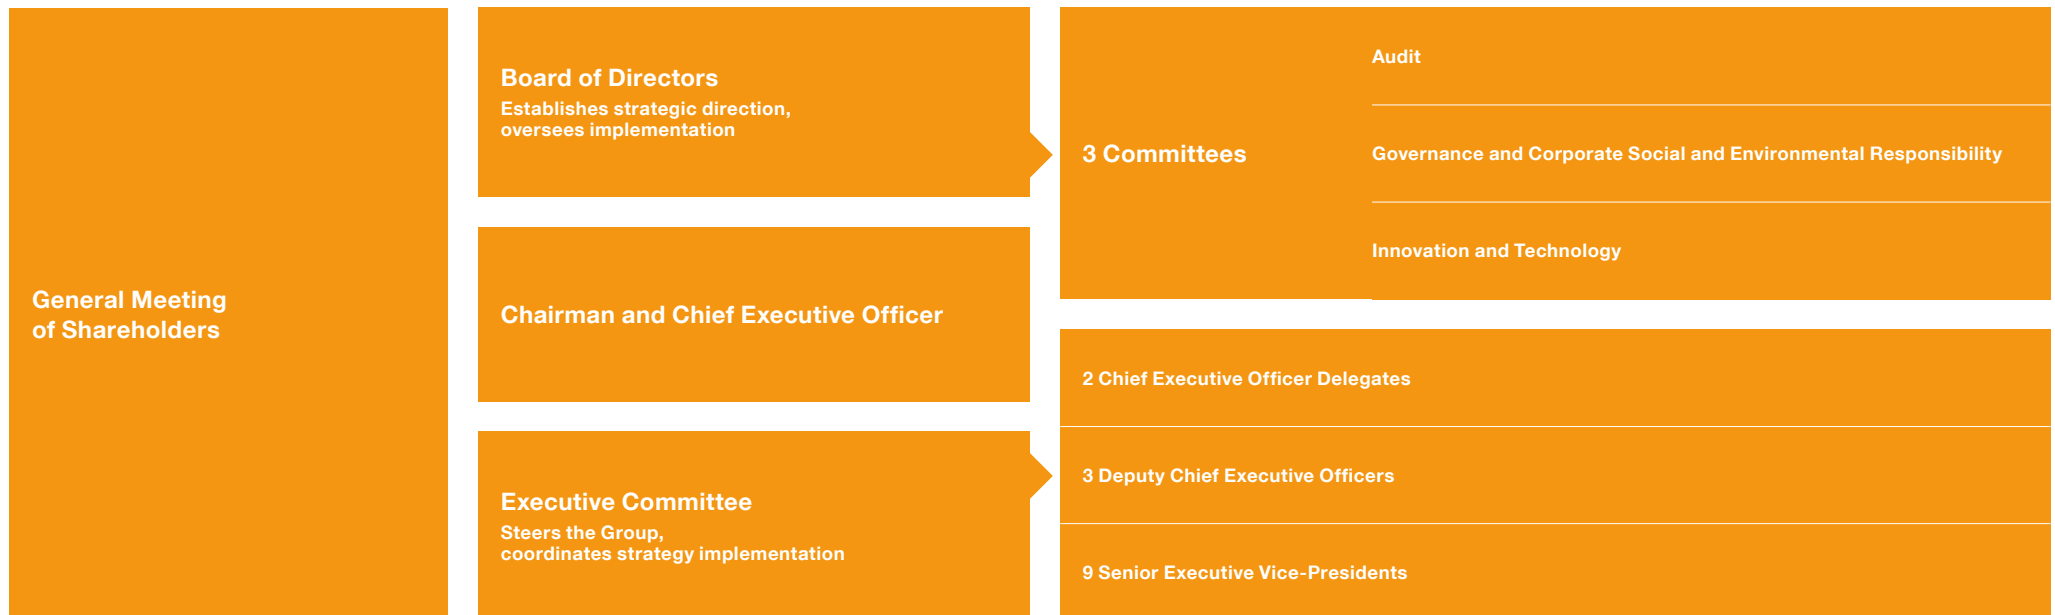 General Meeting
of Shareholders
Board of Directors
Establishes strategic direction,
oversees implementation
Chairman and Chief Executive Officer
Executive Committee
Steers the Group,
coordinates strategy implementation
3 Committees
Audit
Governance and Corporate Social and Environmental Responsibility
Innovation and Technology
2 Chief Executive Officer Delegates
3 Deputy Chief Executive Officers
9 Senior Executive Vice-Presidents